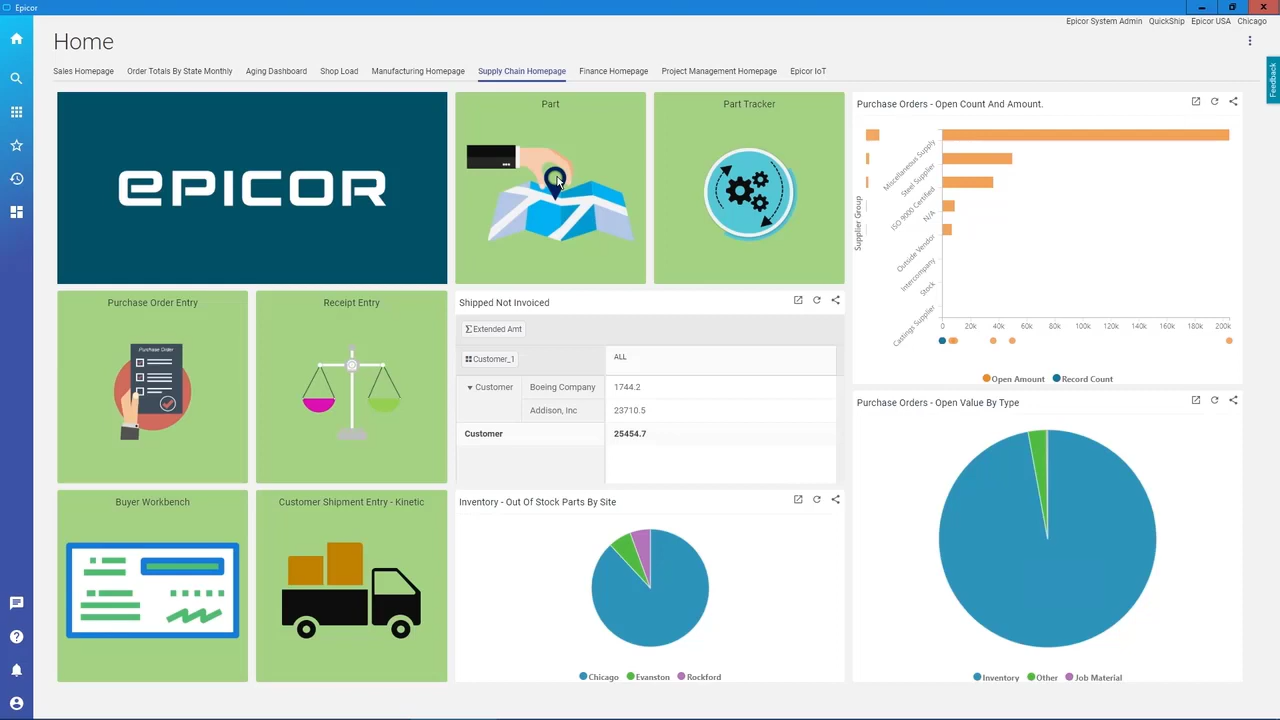 Epicor
Epicor System Admin QuickShip Epicor USA Chicago
Home
Feedback
Sales Homepage Order Totals By State Monthly Aging Dashboard Shop Load Manufacturing Homepage Supply Chain Homepage Finance Homepage Project Management Homepage Epicor IoT
EPICOR
Part
Part Tracker
Purchase Orders - Open Count And Amount.
Supplier Group
Miscellaneous Supply
Steel Supplier
ISO 9000 Certified
N/A
Outside Vendor
Intercompany
Stock
Castings Supplier
0 20k 40k 60k 80k 100k 120k 140k 160k 180k 200k
Open Amount Record Count
Purchase Order Entry
Purchase Order
Receipt Entry
Shipped Not Invoiced
ΣExtended Amt
Customer_1
ALL
Customer Boeing Company 1744.2
Addison, Inc 23710.5
Customer 25454.7
Purchase Orders - Open Value By Type
Inventory Other Job Material
Buyer Workbench
Customer Shipment Entry - Kinetic
Inventory - Out Of Stock Parts By Site
Chicago Evanston Rockford